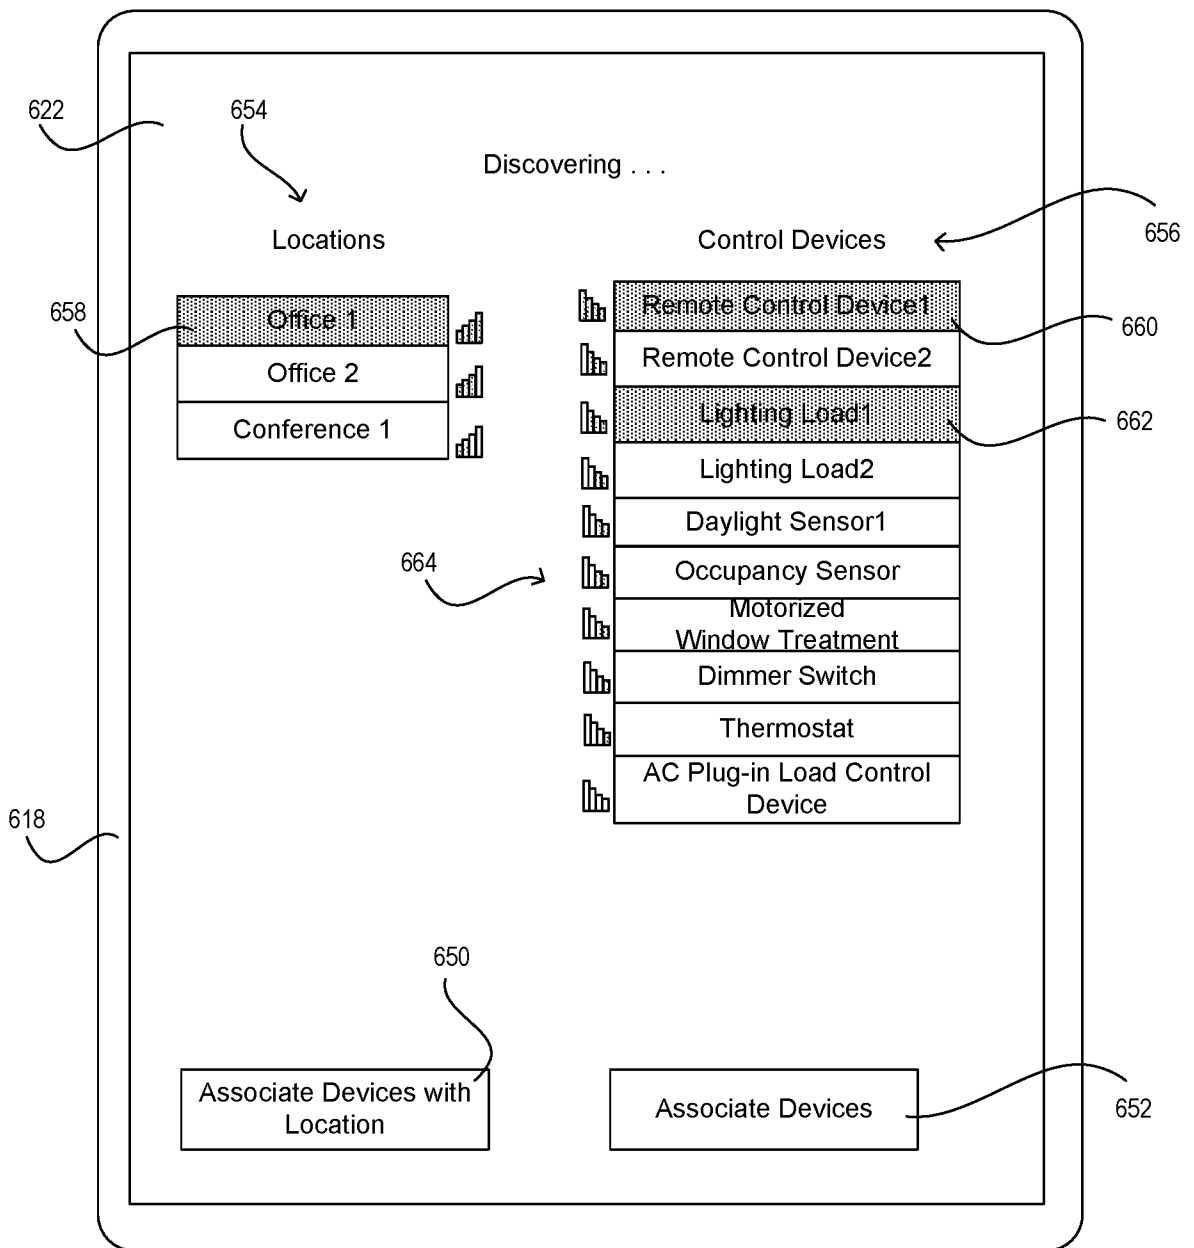 622
654
Discovering . . .
656
Locations
Control Devices
658
Office 1
Office 2
Conference 1
Remote Control Device1
660
Remote Control Device2
Lighting Load1
662
Lighting Load2
Daylight Sensor1
664
Occupancy Sensor
Motorized
Window Treatment
Dimmer Switch
Thermostat
AC Plug-in Load Control
Device
618
650
Associate Devices with
Location
Associate Devices
652